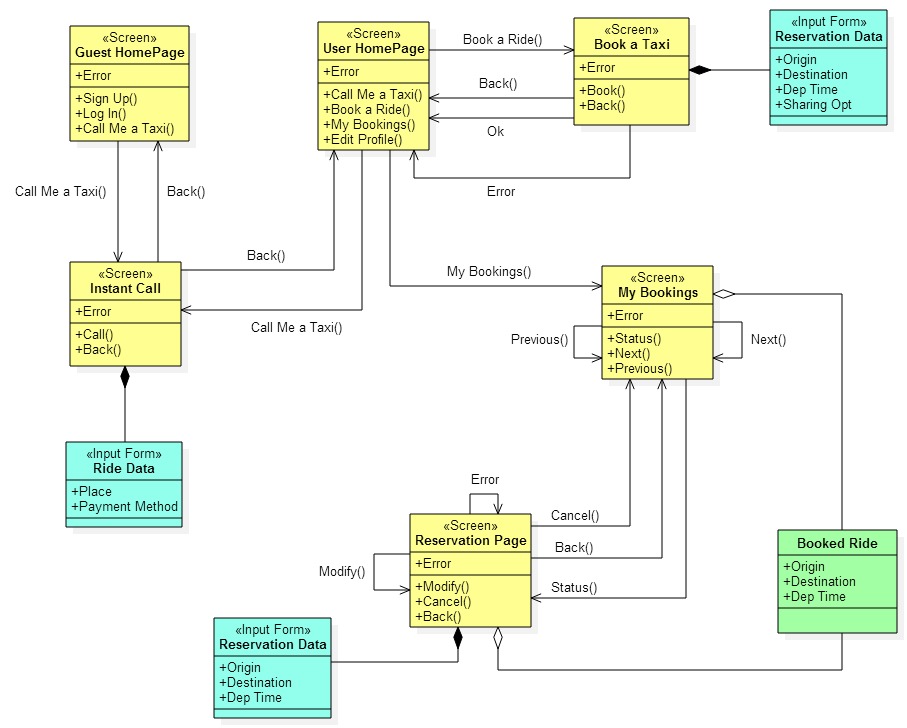 «Screen»
Guest HomePage
+Error
+Sign Up()
+Log In()
+Call Me a Taxi()
«Screen»
User HomePage
+Error
+Call Me a Taxi()
+Book a Ride()
+My Bookings()
+Edit Profile()
Book a Ride()
Back()
Ok
Error
«Screen»
Book a Taxi
+Error
+Book()
+Back()
«Input Form»
Reservation Data
+Origin
+Destination
+Dep Time
+Sharing Opt
Call Me a Taxi()
Back()
Back()
Call Me a Taxi()
My Bookings()
«Screen»
Instant Call
+Error
+Call()
+Back()
«Screen»
My Bookings
+Error
+Status()
+Next()
+Previous()
Previous()
Next()
«Input Form»
Ride Data
+Place
+Payment Method
Error
«Screen»
Reservation Page
+Error
+Modify()
+Cancel()
+Back()
Modify()
Cancel()
Back()
Status()
Booked Ride
+Origin
+Destination
+Dep Time
«Input Form»
Reservation Data
+Origin
+Destination
+Dep Time